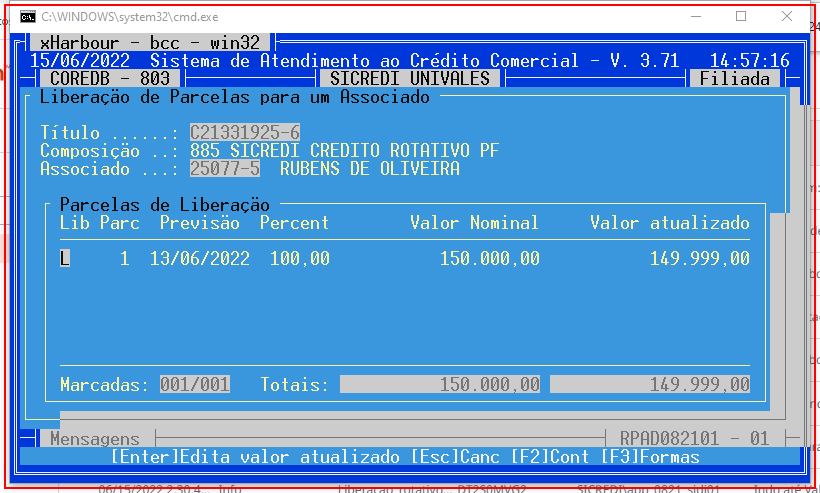 C:\WINDOWS\system32\cmd.exe
xHarbour - bcc - win32
15/06/2022 Sistema de Atendimento ao Crédito Comercial - V. 3.71 14:57:16
COREDB - 803 SICREDI UNIVALES Filiada
Liberaçäo de Parcelas para um Associado
Título ......: C21331925-6
Composiçäo ..: 885 SICREDI CREDITO ROTATIVO PF
Associado ...: 25077-5 RUBENS DE OLIVEIRA
Parcelas de Liberaçäo
Lib Parc Previsäo Percent Valor Nominal Valor atualizado
L 1 13/06/2022 100,00 150.000,00 149.999,00
Marcadas: 001/001 Totais: 150.000,00 149.999,00
Mensagens RPAD082101 - 01
[Enter]Edita valor atualizado [Esc]Canc [F2]Cont [F3]Formas